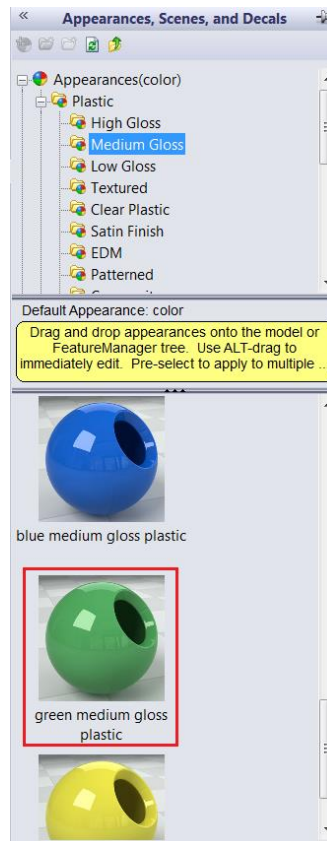 Appearances, Scenes, and Decals
Appearances(color)
Plastic
High Gloss
Medium Gloss
Low Gloss
Textured
Clear Plastic
Satin Finish
EDM
Patterned
Default Appearance: color
Drag and drop appearances onto the model or
FeatureManager tree. Use ALT-drag to
immediately edit. Pre-select to apply to multiple ...
blue medium gloss plastic
green medium gloss
plastic